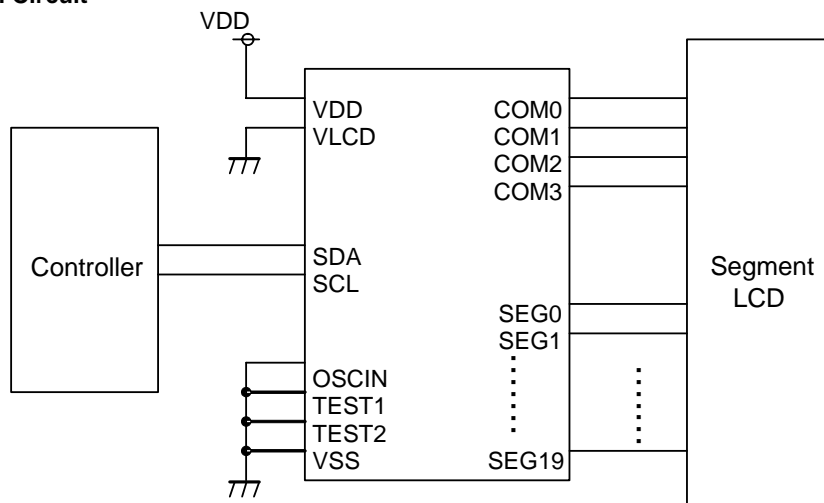 Circuit
VDD
VDD
VLCD
COM0
COM1
COM2
COM3
Controller
SDA
SCL
Segment
LCD
SEG0
SEG1
OSCIN
TEST1
TEST2
VSS
SEG19